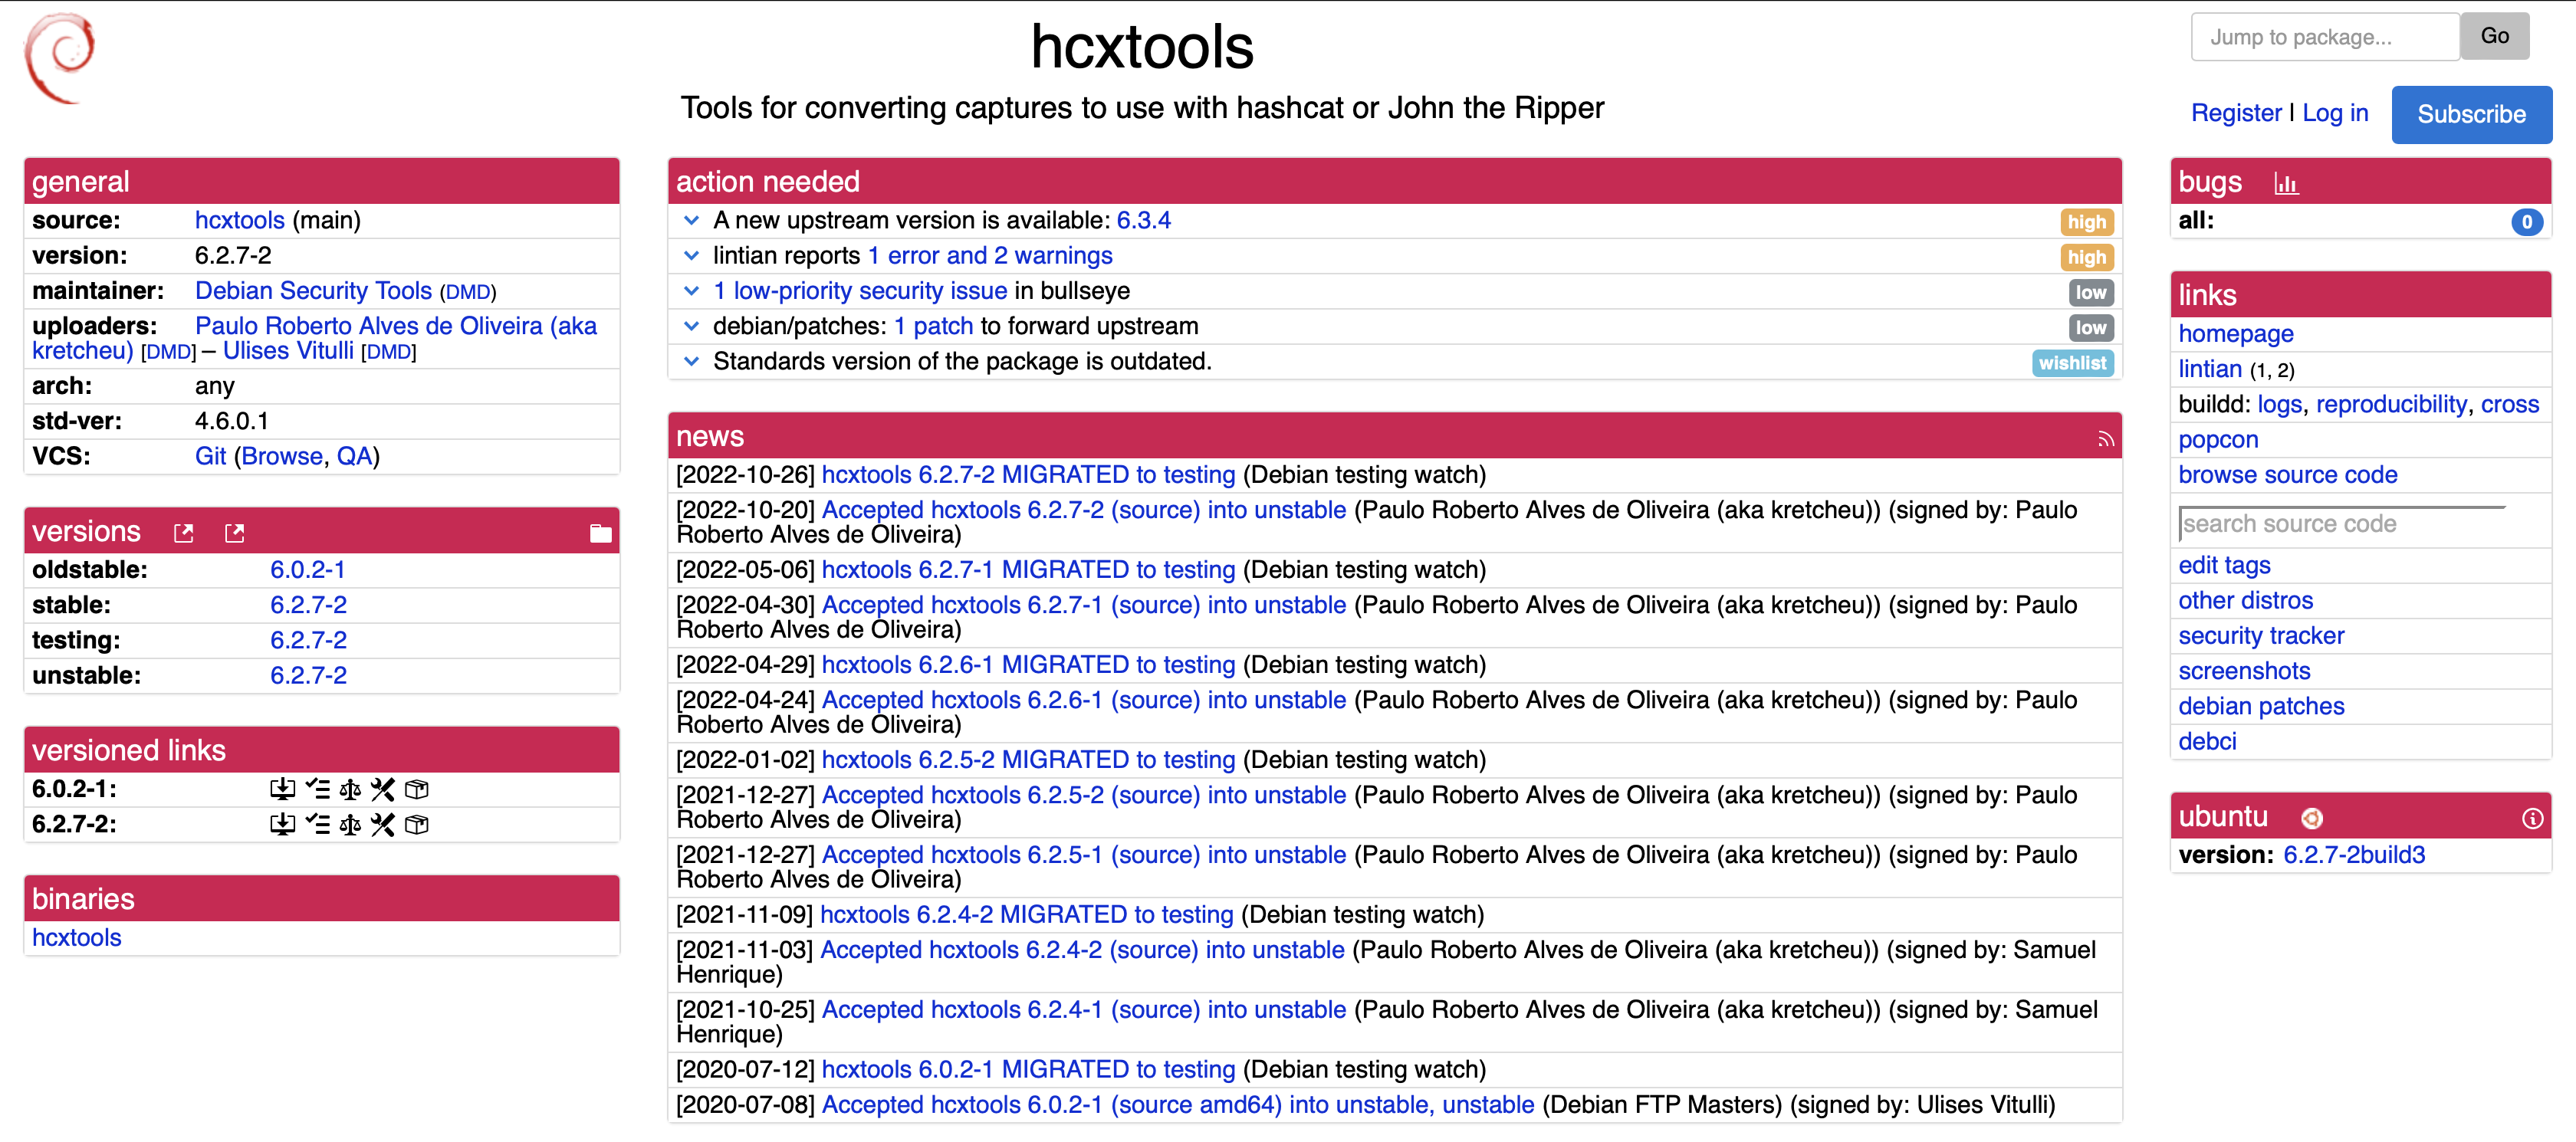 hcxtools
Tools for converting captures to use with hashcat or John the Ripper
Jump to package...
Go
Register | Log in
Subscribe
general
source: hcxtools (main)
version: 6.2.7-2
maintainer: Debian Security Tools (DMD)
uploaders: Paulo Roberto Alves de Oliveira (aka
kretcheu) [DMD] – Ulises Vitulli [DMD]
arch: any
std-ver: 4.6.0.1
VCS: Git (Browse, QA)
versions
oldstable: 6.0.2-1
stable: 6.2.7-2
testing: 6.2.7-2
unstable: 6.2.7-2
versioned links
6.0.2-1:
6.2.7-2:
binaries
hcxtools
action needed
A new upstream version is available: 6.3.4 high
lintian reports 1 error and 2 warnings high
1 low-priority security issue in bullseye low
debian/patches: 1 patch to forward upstream low
Standards version of the package is outdated. wishlist
news
[2022-10-26] hcxtools 6.2.7-2 MIGRATED to testing (Debian testing watch)
[2022-10-20] Accepted hcxtools 6.2.7-2 (source) into unstable (Paulo Roberto Alves de Oliveira (aka kretcheu)) (signed by: Paulo
Roberto Alves de Oliveira)
[2022-05-06] hcxtools 6.2.7-1 MIGRATED to testing (Debian testing watch)
[2022-04-30] Accepted hcxtools 6.2.7-1 (source) into unstable (Paulo Roberto Alves de Oliveira (aka kretcheu)) (signed by: Paulo
Roberto Alves de Oliveira)
[2022-04-29] hcxtools 6.2.6-1 MIGRATED to testing (Debian testing watch)
[2022-04-24] Accepted hcxtools 6.2.6-1 (source) into unstable (Paulo Roberto Alves de Oliveira (aka kretcheu)) (signed by: Paulo
Roberto Alves de Oliveira)
[2022-01-02] hcxtools 6.2.5-2 MIGRATED to testing (Debian testing watch)
[2021-12-27] Accepted hcxtools 6.2.5-2 (source) into unstable (Paulo Roberto Alves de Oliveira (aka kretcheu)) (signed by: Paulo
Roberto Alves de Oliveira)
[2021-12-27] Accepted hcxtools 6.2.5-1 (source) into unstable (Paulo Roberto Alves de Oliveira (aka kretcheu)) (signed by: Paulo
Roberto Alves de Oliveira)
[2021-11-09] hcxtools 6.2.4-2 MIGRATED to testing (Debian testing watch)
[2021-11-03] Accepted hcxtools 6.2.4-2 (source) into unstable (Paulo Roberto Alves de Oliveira (aka kretcheu)) (signed by: Samuel
Henrique)
[2021-10-25] Accepted hcxtools 6.2.4-1 (source) into unstable (Paulo Roberto Alves de Oliveira (aka kretcheu)) (signed by: Samuel
Henrique)
[2020-07-12] hcxtools 6.0.2-1 MIGRATED to testing (Debian testing watch)
[2020-07-08] Accepted hcxtools 6.0.2-1 (source amd64) into unstable, unstable (Debian FTP Masters) (signed by: Ulises Vitulli)
bugs
all: 0
links
homepage
lintian (1, 2)
buildd: logs, reproducibility, cross
popcon
browse source code
search source code
edit tags
other distros
security tracker
screenshots
debian patches
debci
ubuntu
version: 6.2.7-2build3